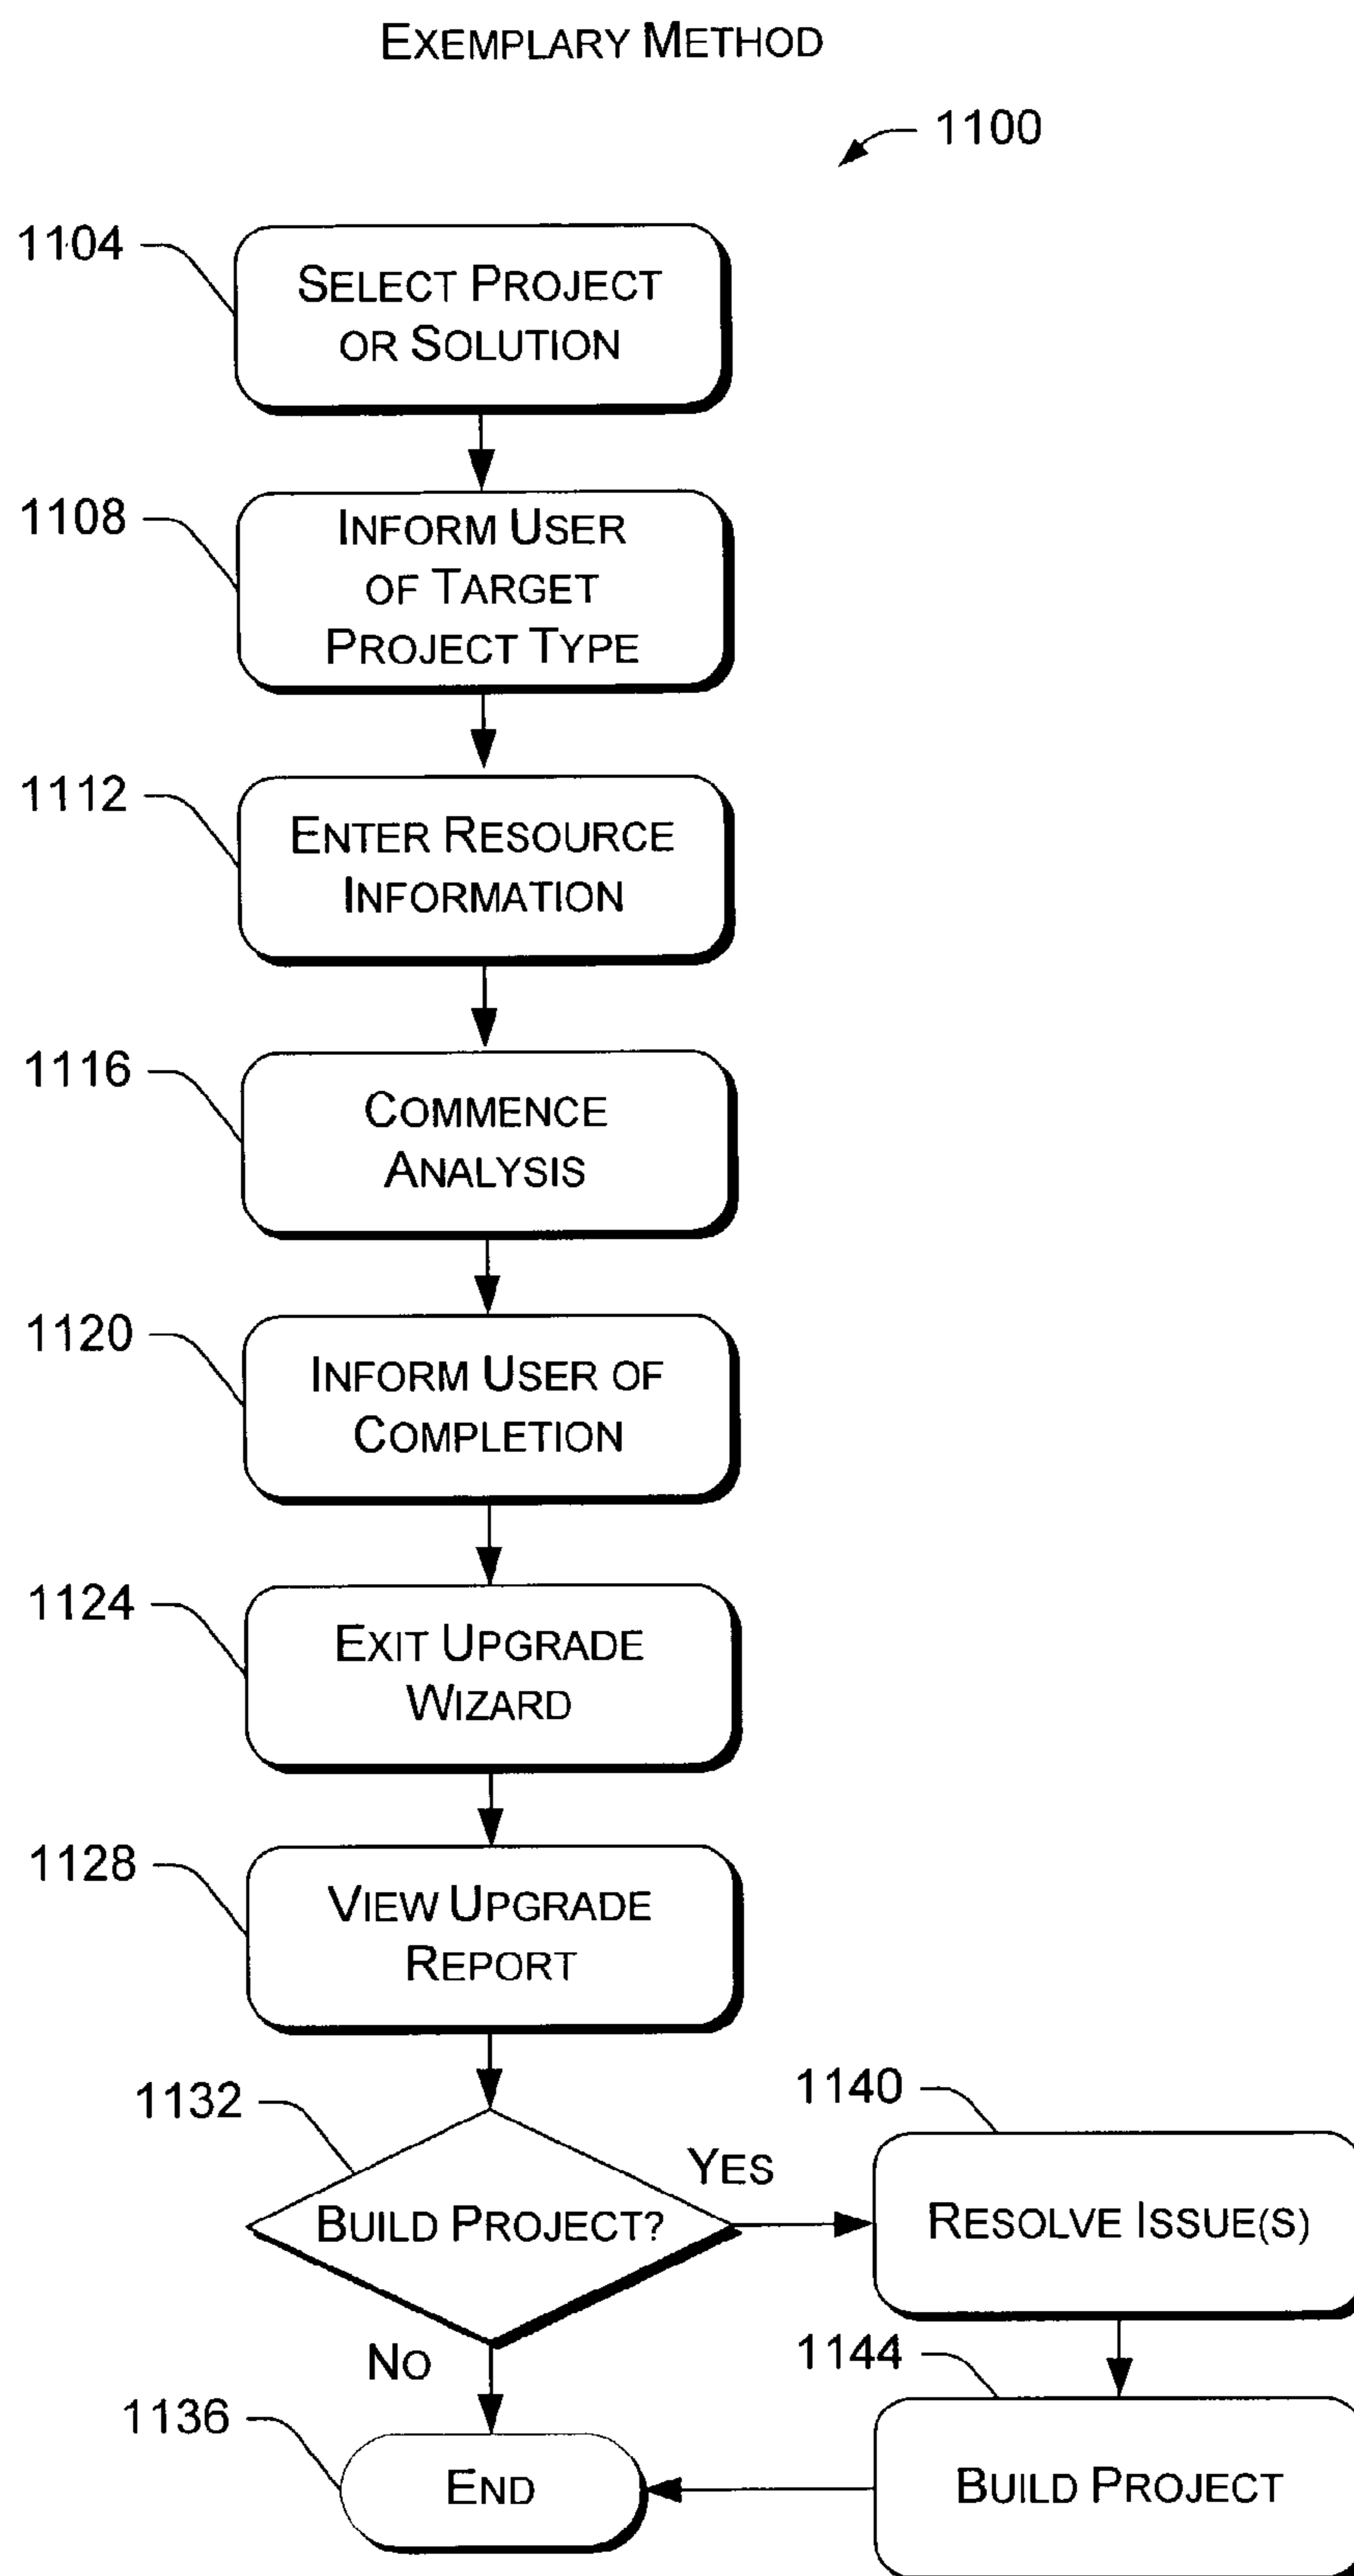 EXEMPLARY METHOD
1100
1104
SELECT PROJECT
OR SOLUTION
1108
INFORM USER
OF TARGET
PROJECT TYPE
1112
ENTER RESOURCE
INFORMATION
1116
COMMENCE
ANALYSIS
1120
INFORM USER OF
COMPLETION
1124
EXIT UPGRADE
WIZARD
1128
VIEW UPGRADE
REPORT
1132
BUILD PROJECT?
YES
1140
RESOLVE ISSUE(S)
NO
1144
BUILD PROJECT
1136
END